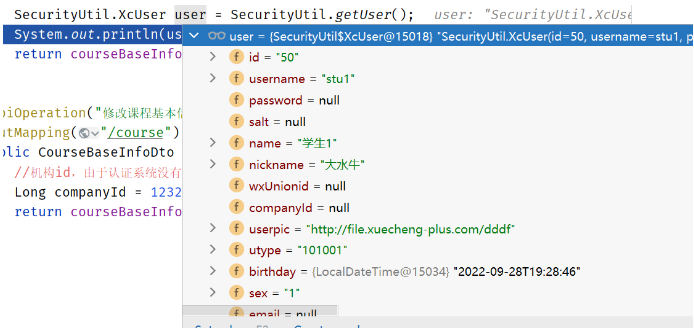 SecurityUtil.XcUser user = SecurityUtil.getUser();   user: "SecurityUtil.XcUse
System.out.println(us
user = {SecurityUtil$XcUser@15018} "SecurityUtil.XcUser(id=50, username=stu1, p
return courseBaseInfo
id = "50"
username = "stu1"
password = null
salt = null
piOperation("修改课程基本信
name = "学生1"
utMapping("/course")
nickname = "大水牛"
blic CourseBaseInfoDto
wxUnionid = null
//机构id，由于认证系统没有
companyId = null
Long companyId = 1232
userpic = "http://file.xuecheng-plus.com/dddf"
return courseBaseInfo
utype = "101001"
birthday = {LocalDateTime@15034} "2022-09-28T19:28:46"
sex = "1"
email = null